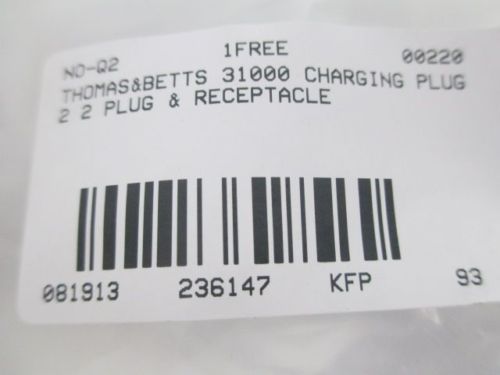 NO-Q2 1FREE 00220
THOMAS&BETTS 31000 CHARGING PLUG
2 2 PLUG & RECEPTACLE
081913 236147 KFP 93